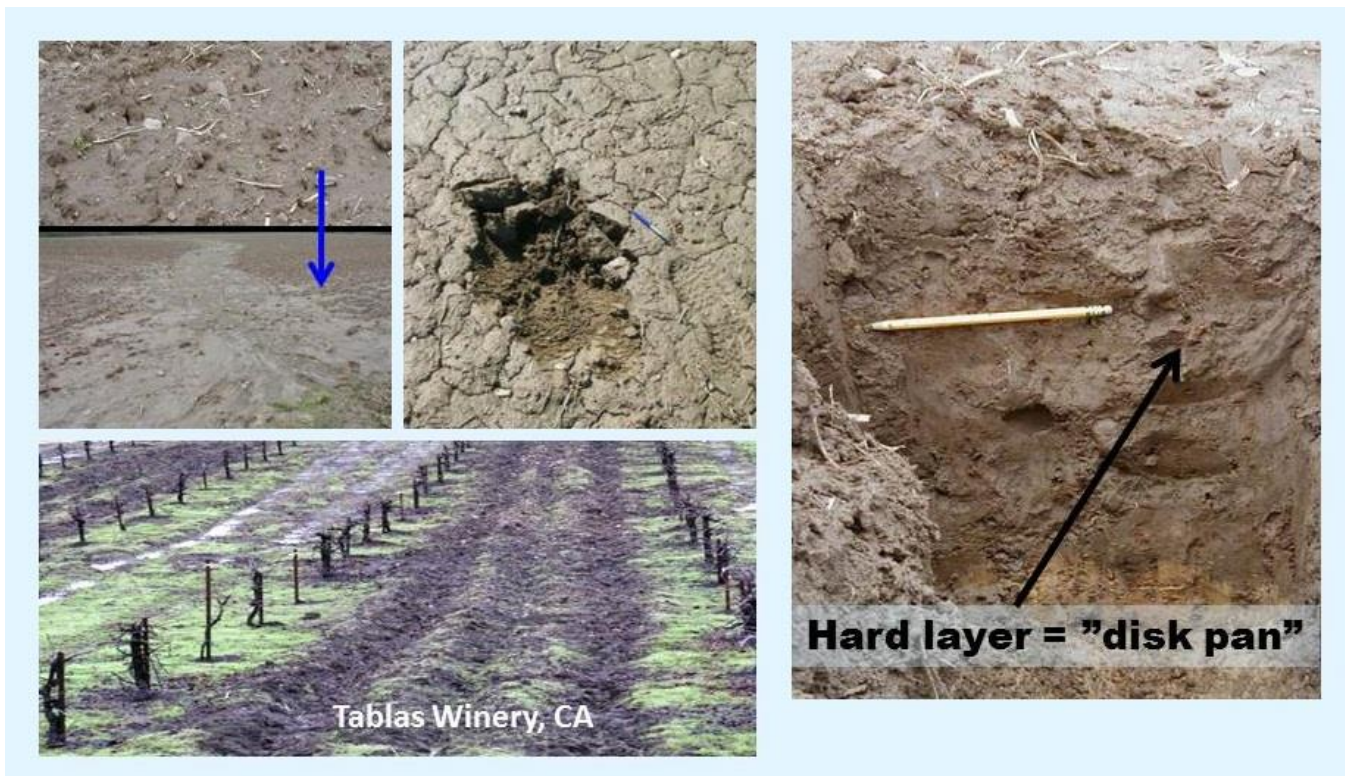 Tablas Winery, CA
Hard layer = ”disk pan”